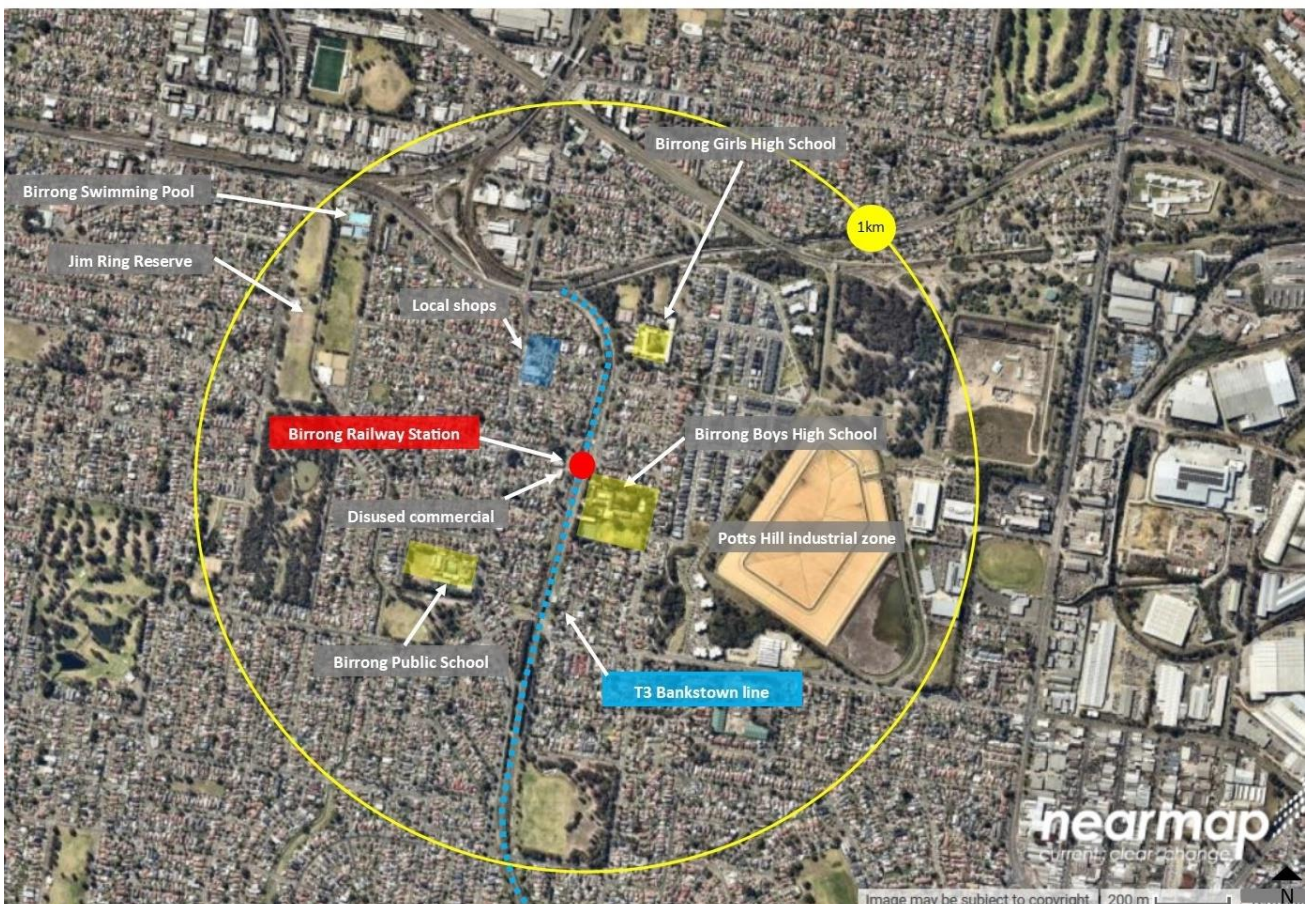 Birrong Girls High School
Birrong Swimming Pool
1km
Jim Ring Reserve
Local shops
Birrong Railway Station
Birrong Boys High School
Disused commercial
Potts Hill industrial zone
Birrong Public School
T3 Bankstown line
nearmap
current clear change
Image may be subject to copyright 200 m
N